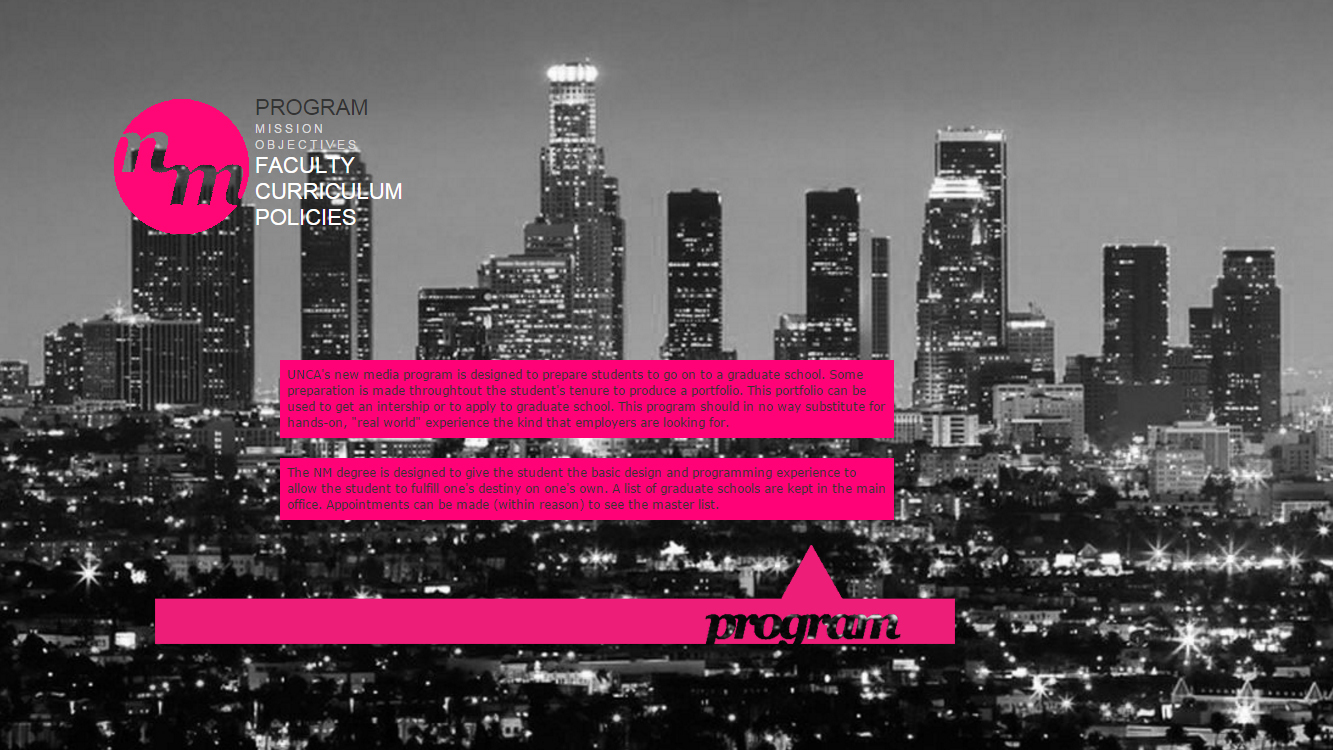 nm
PROGRAM
MISSION
OBJECTIVES
FACULTY
CURRICULUM
POLICIES
UNCA's new media program is designed to prepare students to go on to a graduate school. Some
preparation is made throughtout the student's tenure to produce a portfolio. This portfolio can be
used to get an intership or to apply to graduate school. This program should in no way substitute for
hands-on, "real world" experience the kind that employers are looking for.
The NM degree is designed to give the student the basic design and programming experience to
allow the student to fulfill one's destiny on one's own. A list of graduate schools are kept in the main
office. Appointments can be made (within reason) to see the master list.
program